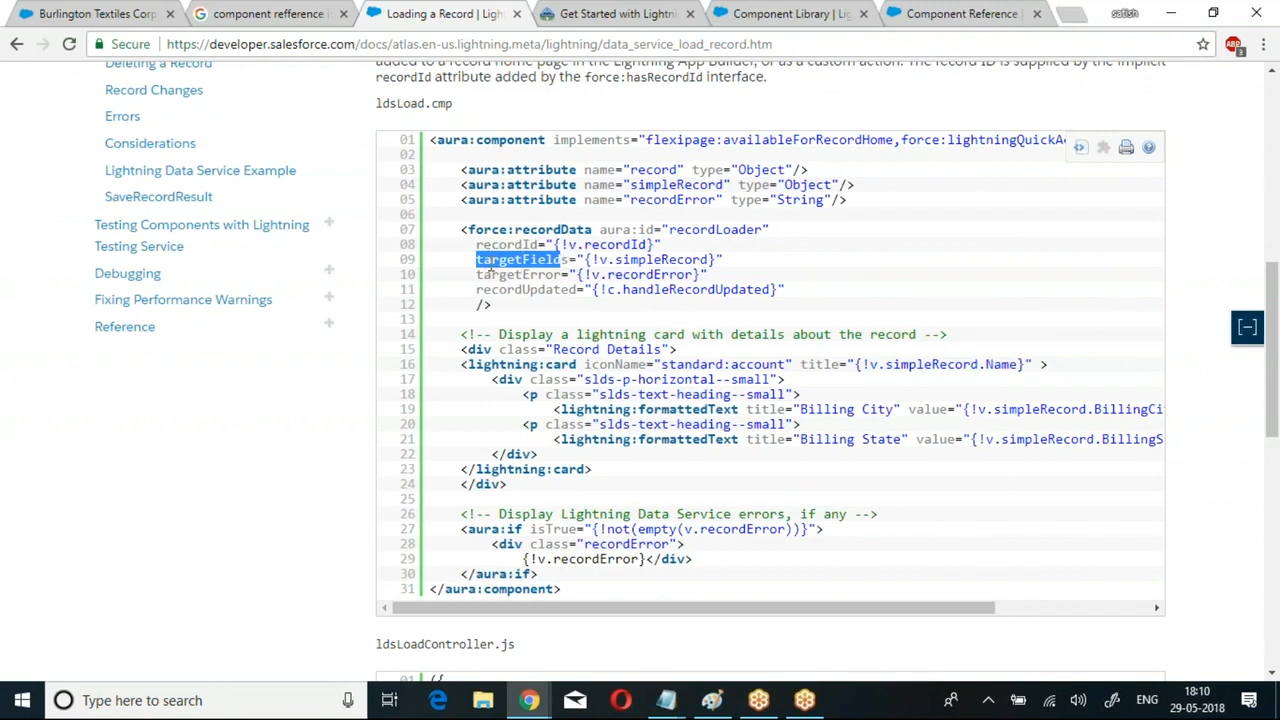 Burlington Textiles Corp
component refference i
Loading a Record | Ligh
Get Started with Lightni
Component Library | Lig
Component Reference |
satish
Secure
https://developer.salesforce.com/docs/atlas.en-us.lightning.meta/lightning/data_service_load_record.htm
ABP
3
Deleting a Record
Record Changes
Errors
Considerations
Lightning Data Service Example
SaveRecordResult
Testing Components with Lightning
Testing Service
Debugging
Fixing Performance Warnings
Reference
added to a record home page in the Lightning App Builder, or as a custom action. The record ID is supplied by the implicit
recordId attribute added by the force:hasRecordId interface.
ldsLoad.cmp
01 <aura:component implements="flexipage:availableForRecordHome,force:lightningQuickAc
02
03 <aura:attribute name="record" type="Object"/>
04 <aura:attribute name="simpleRecord" type="Object"/>
05 <aura:attribute name="recordError" type="String"/>
06
07 <force:recordData aura:id="recordLoader"
08 recordId="{!v.recordId}"
09 targetFields="{!v.simpleRecord}"
10 targetError="{!v.recordError}"
11 recordUpdated="{!c.handleRecordUpdated}"
12 />
13
14 <!-- Display a lightning card with details about the record -->
15 <div class="Record Details">
16 <lightning:card iconName="standard:account" title="{!v.simpleRecord.Name}" >
17 <div class="slds-p-horizontal--small">
18 <p class="slds-text-heading--small">
19 <lightning:formattedText title="Billing City" value="{!v.simpleRecord.BillingCi
20 <p class="slds-text-heading--small">
21 <lightning:formattedText title="Billing State" value="{!v.simpleRecord.BillingS
22 </div>
23 </lightning:card>
24 </div>
25
26 <!-- Display Lightning Data Service errors, if any -->
27 <aura:if isTrue="{!not(empty(v.recordError))}">
28 <div class="recordError">
29 {!v.recordError}</div>
30 </aura:if>
31 </aura:component>
ldsLoadController.js
01 ({
Type here to search
ENG
18:10
29-05-2018